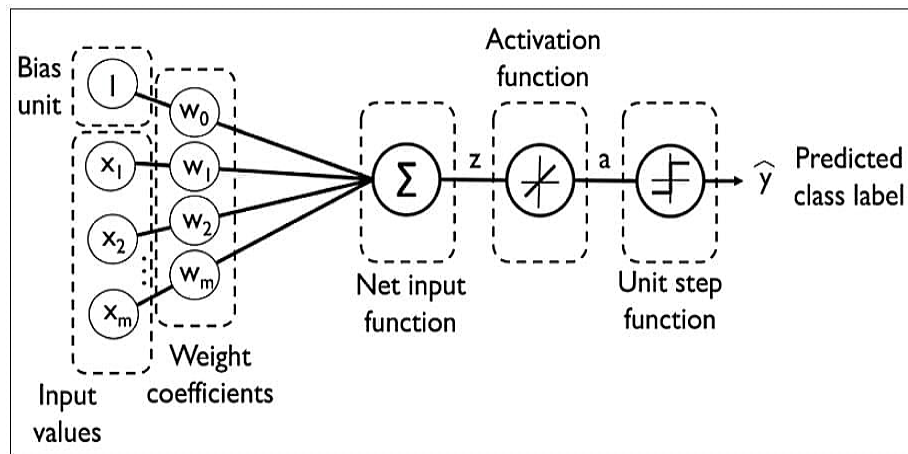 Activation
function
Bias
unit
1
w0
x1
w1
x2
w2
xm
wm
Σ
z
a
ŷ
Predicted
class label
Net input
function
Unit step
function
Weight
coefficients
Input
values